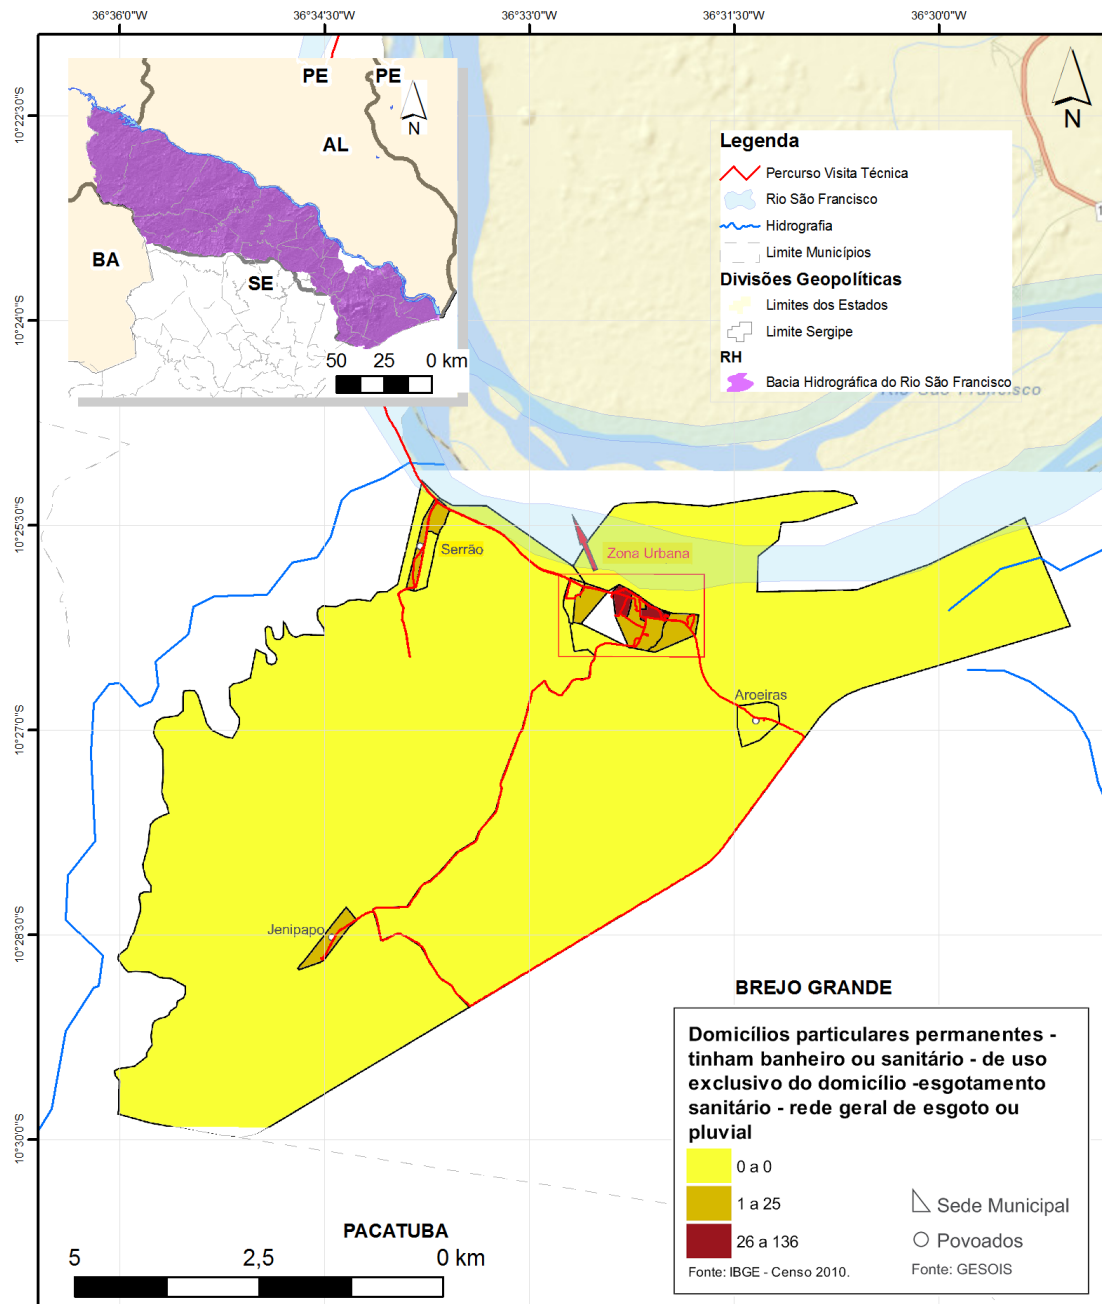 36°36'0"W
36°34'30"W
36°33'0"W
36°31'30"W
36°30'0"W
10°22'30"S
10°24'0"S
10°25'30"S
10°27'0"S
10°28'30"S
10°30'0"S
PE
PE
N
AL
BA
SE
50 25 0 km
N
Legenda
Percurso Visita Técnica
Rio São Francisco
Hidrografia
Limite Municípios
Divisões Geopolíticas
Limites dos Estados
Limite Sergipe
RH
Bacia Hidrográfica do Rio São Francisco
Rio São Francisco
1
Serrão
Zona Urbana
Aroeiras
Jenipapo
BREJO GRANDE
Domicílios particulares permanentes -
tinham banheiro ou sanitário - de uso
exclusivo do domicílio -esgotamento
sanitário - rede geral de esgoto ou
pluvial
0 a 0
1 a 25
26 a 136
Sede Municipal
Povoados
Fonte: IBGE - Censo 2010.
Fonte: GESOIS
PACATUBA
5 2,5 0 km